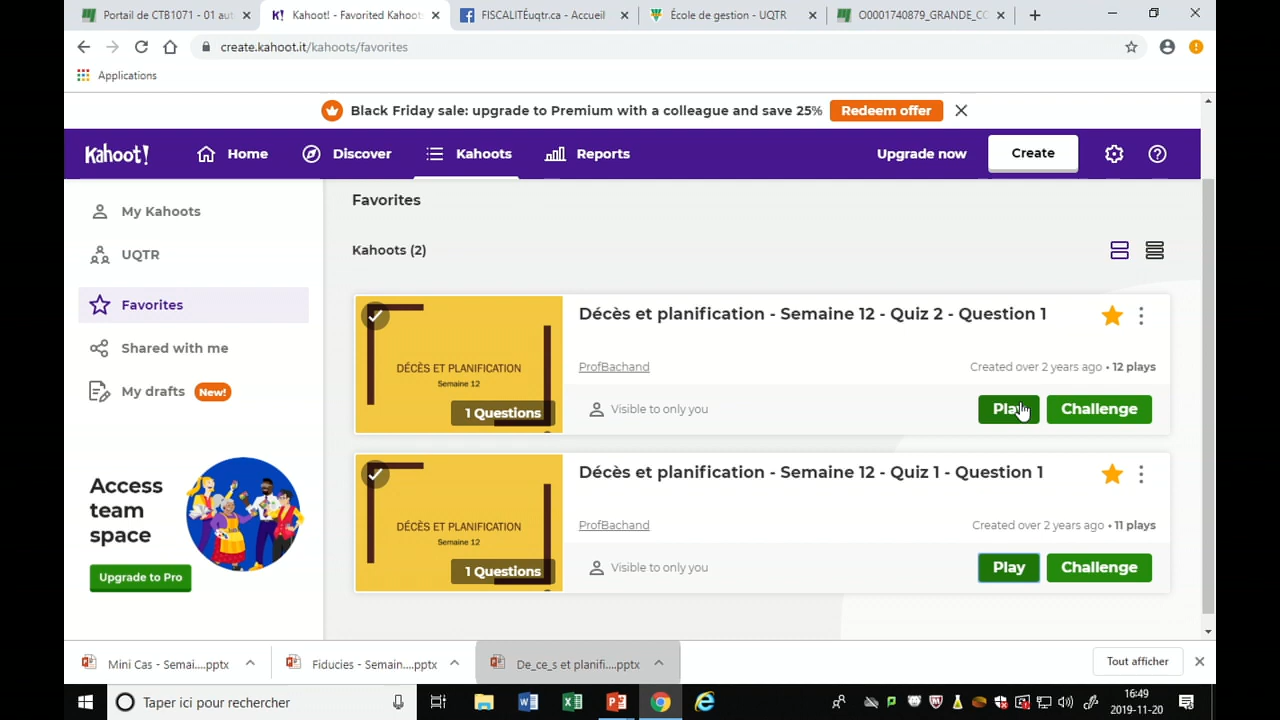 Portail de CTB1071 - 01 aut
Kahoot! - Favorited Kahoot
FISCALITÉuqtr.ca - Accueil
École de gestion - UQTR
O0001740879_GRANDE_CC
create.kahoot.it/kahoots/favorites
Applications
Black Friday sale: upgrade to Premium with a colleague and save 25%
Redeem offer
Kahoot!
Home
Discover
Kahoots
Reports
Upgrade now
Create
My Kahoots
UQTR
Favorites
Shared with me
My drafts New!
Access
team
space
Upgrade to Pro
Favorites
Kahoots (2)
DÉCÈS ET PLANIFICATION
Semaine 12
1 Questions
Décès et planification - Semaine 12 - Quiz 2 - Question 1
ProfBachand
Created over 2 years ago • 12 plays
Visible to only you
Play
Challenge
DÉCÈS ET PLANIFICATION
Semaine 12
1 Questions
Décès et planification - Semaine 12 - Quiz 1 - Question 1
ProfBachand
Created over 2 years ago • 11 plays
Visible to only you
Play
Challenge
Mini Cas - Semai....pptx
Fiducies - Semain....pptx
De_ce_s et planifi....pptx
Tout afficher
Taper ici pour rechercher
16:49
2019-11-20